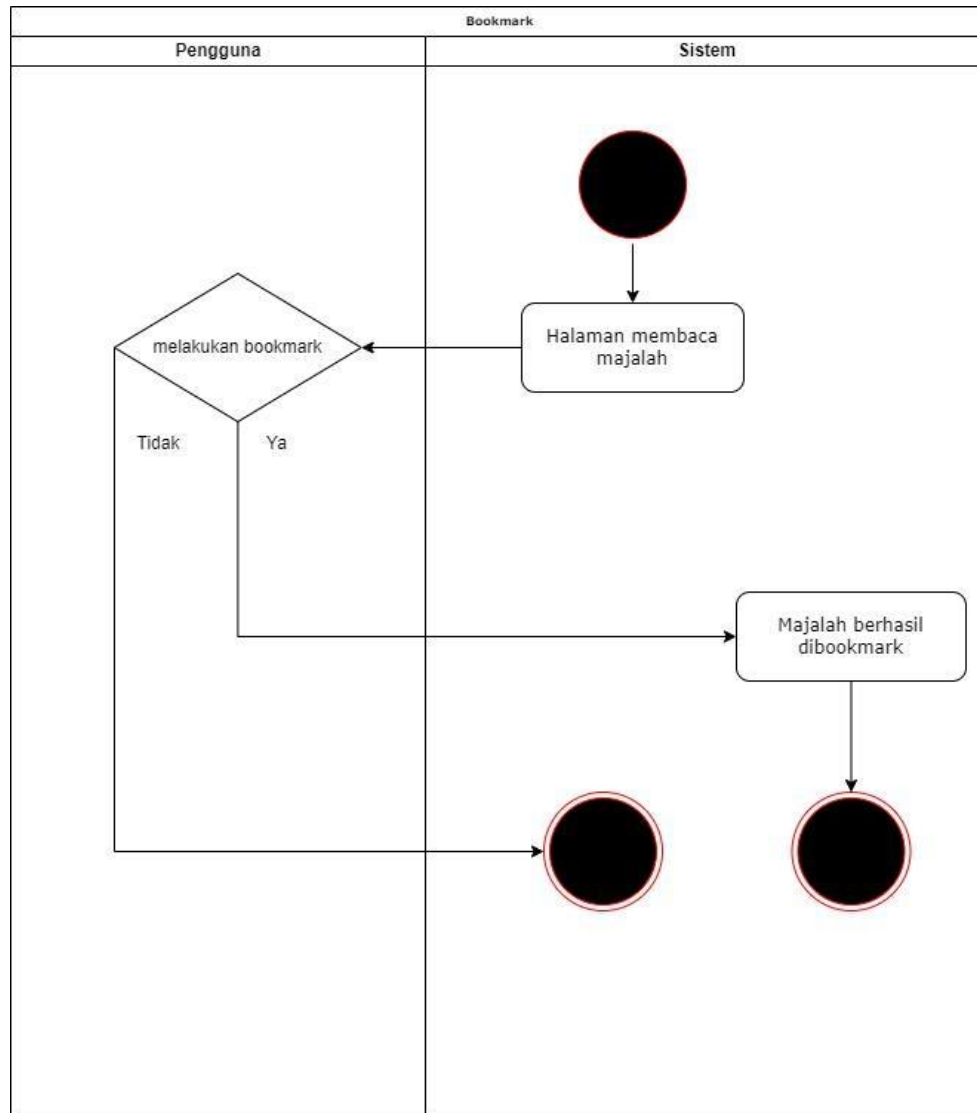 Bookmark
Pengguna
Sistem
Halaman membaca
majalah
melakukan bookmark
Tidak
Ya
Majalah berhasil
dibookmark